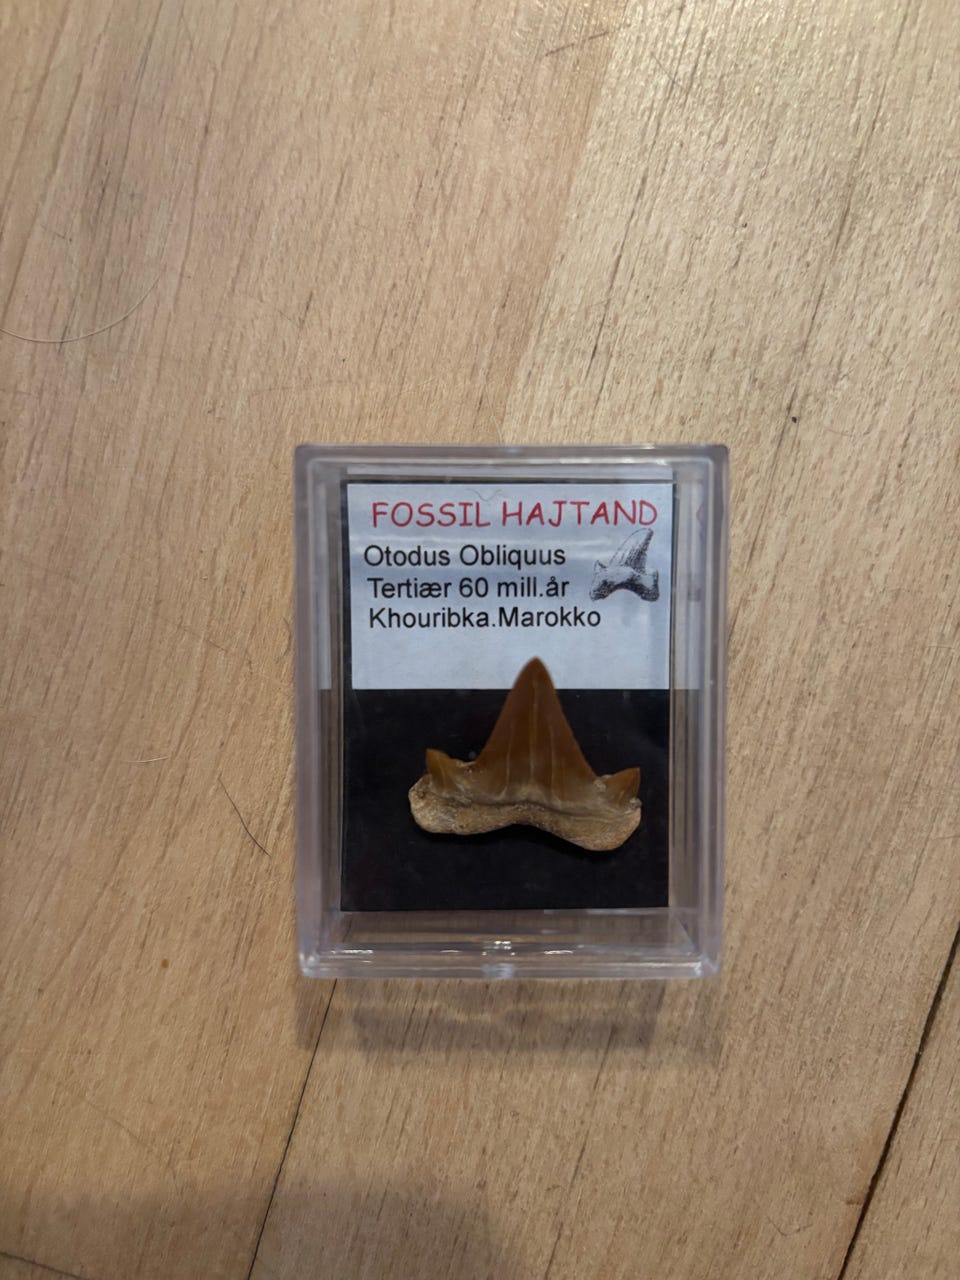 FOSSIL HAJTAND
Otodus Obliquus
Tertiær 60 mill.år
Khouribka.Marokko